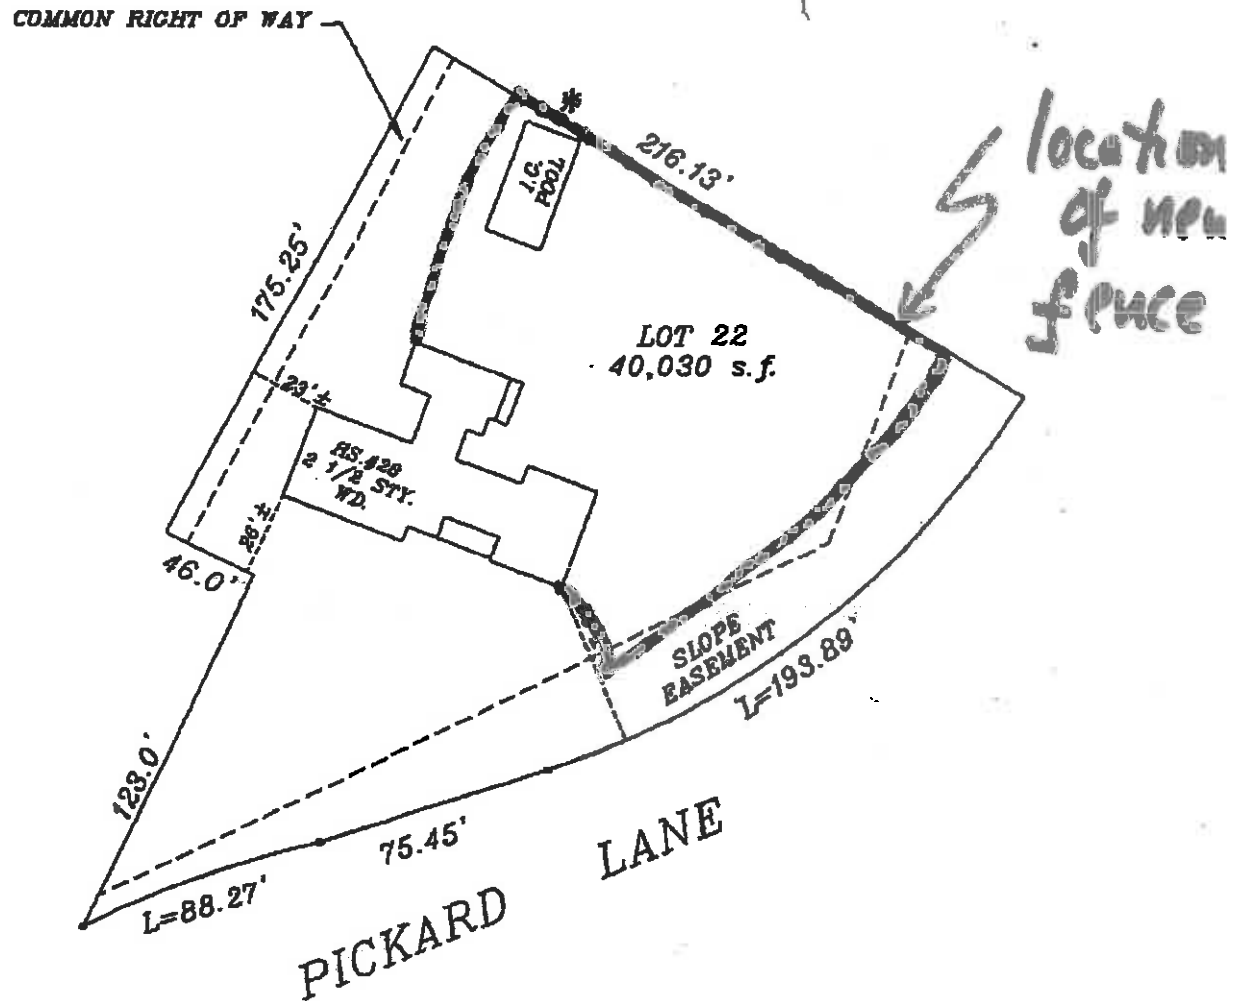 COMMON RIGHT OF WAY
*
216.13'
location
of new
fence
I.G.
POOL
175.25'
LOT 22
40,030 s.f.
23'±
HS.#29
2 1/2 STY.
WD.
26'±
46.0'
SLOPE
EASEMENT
L=193.89'
123.0'
75.45'
L=88.27'
PICKARD LANE